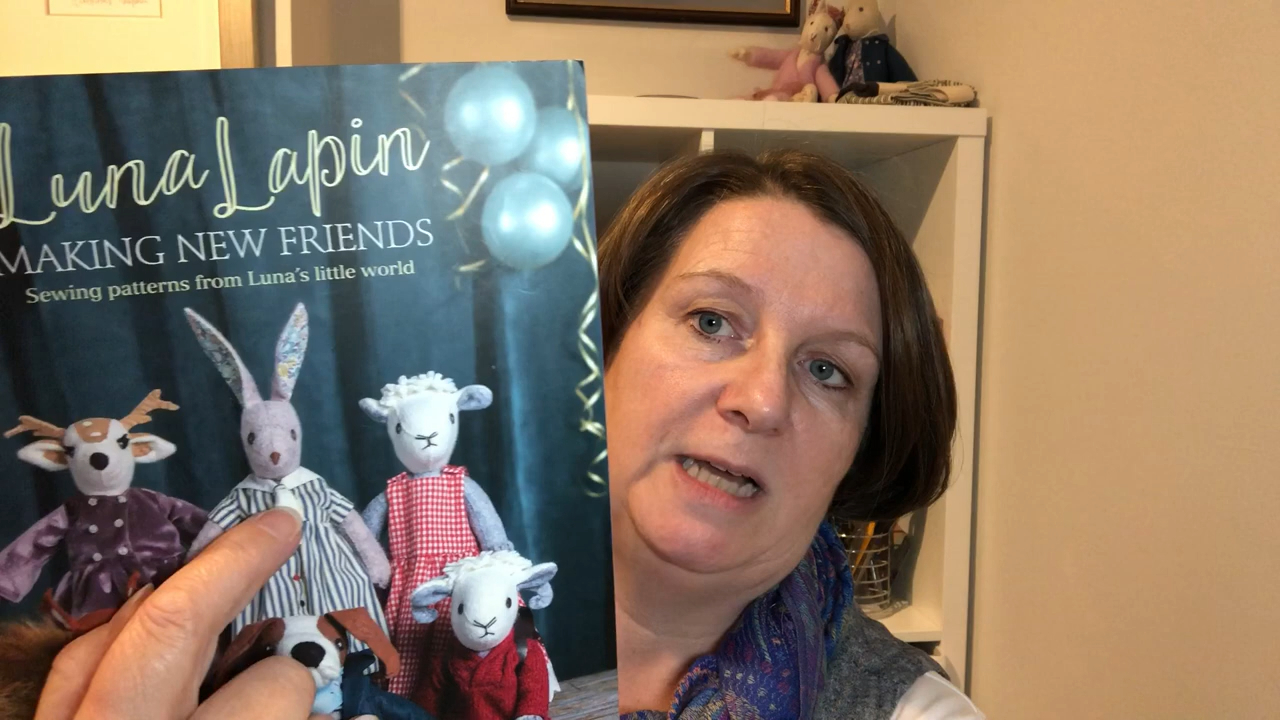 Luna Lapin
MAKING NEW FRIENDS
Sewing patterns from Luna's little world